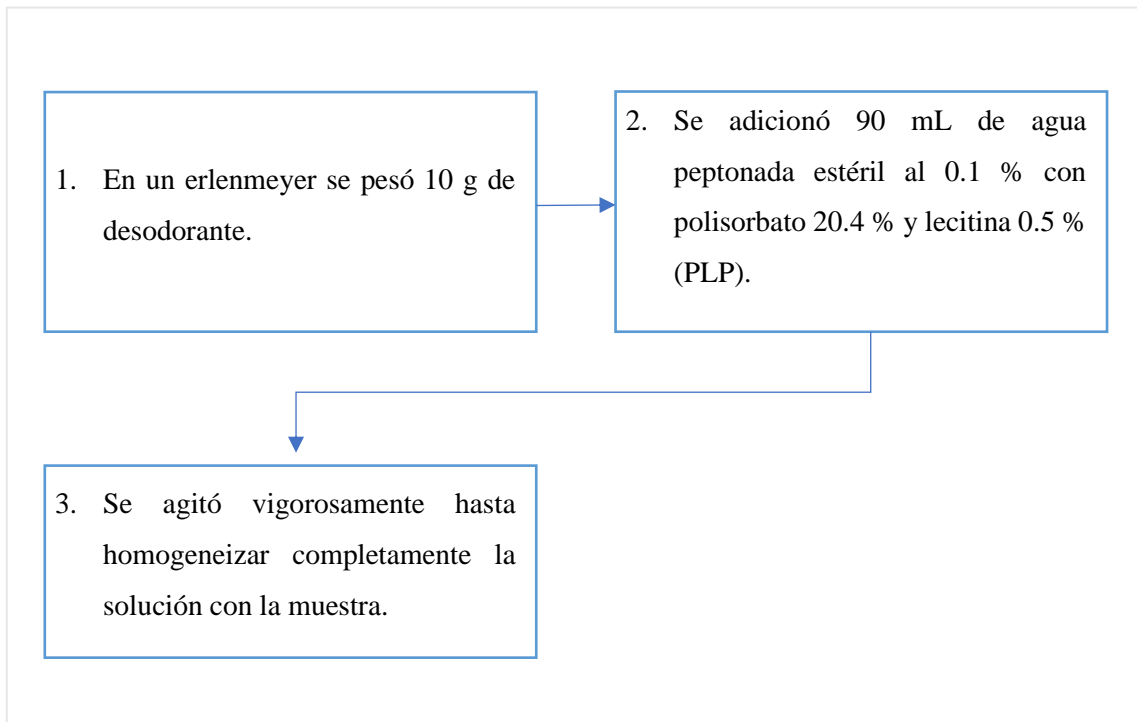 1. En un erlenmeyer se pesó 10 g de
desodorante.
2. Se adicionó 90 mL de agua
peptonada estéril al 0.1 % con
polisorbato 20.4 % y lecitina 0.5 %
(PLP).
3. Se agitó vigorosamente hasta
homogeneizar completamente la
solución con la muestra.